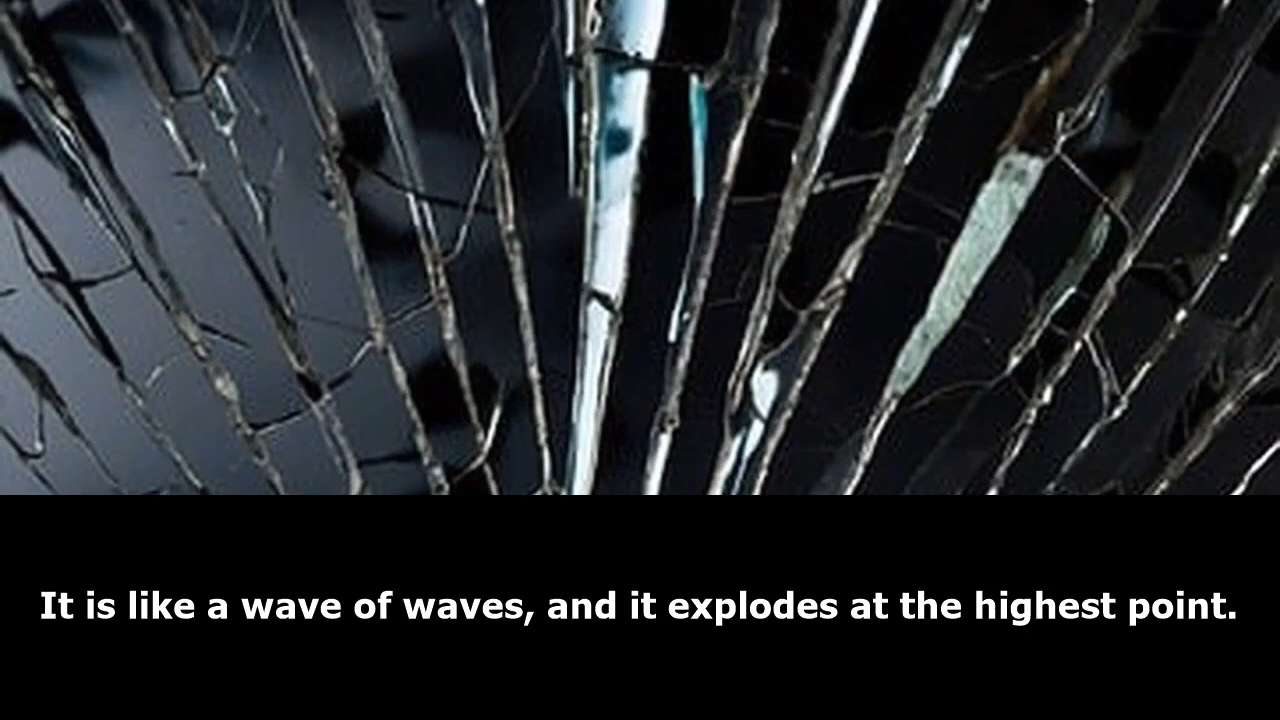 It is like a wave of waves, and it explodes at the highest point.